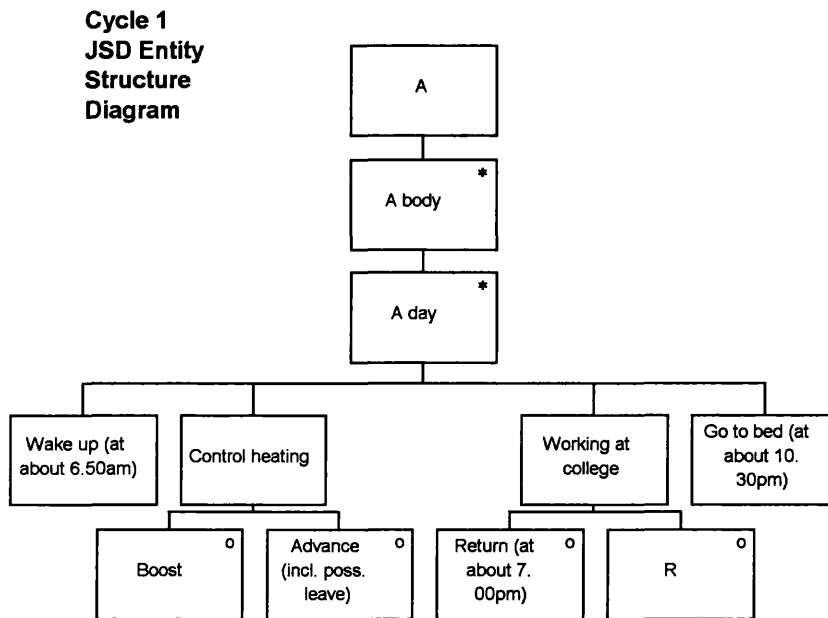 Cycle 1
JSD Entity
Structure
Diagram
A
*
A body
*
A day
Wake up (at
about 6.50am)
Control heating
Working at
college
Go to bed (at
about 10.
30pm)
o
Boost
o
Advance
(incl. poss.
leave)
o
Return (at
about 7.
00pm)
o
R